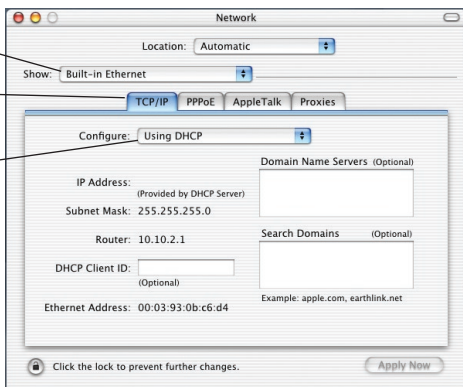 Network
Location: Automatic
Show: Built-in Ethernet
TCP/IP PPPoE AppleTalk Proxies
Configure: Using DHCP
Domain Name Servers (Optional)
IP Address:
(Provided by DHCP Server)
Subnet Mask: 255.255.255.0
Router: 10.10.2.1
Search Domains (Optional)
DHCP Client ID:
(Optional)
Example: apple.com, earthlink.net
Ethernet Address: 00:03:93:0b:c6:d4
Click the lock to prevent further changes.
Apply Now